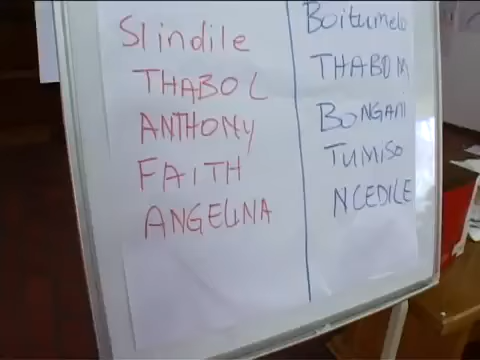 Slindile
THABO L
ANTHONY
FAITH
ANGELINA
Boitumelo
THABO M
BONGANI
TUMISO
NCEDILE